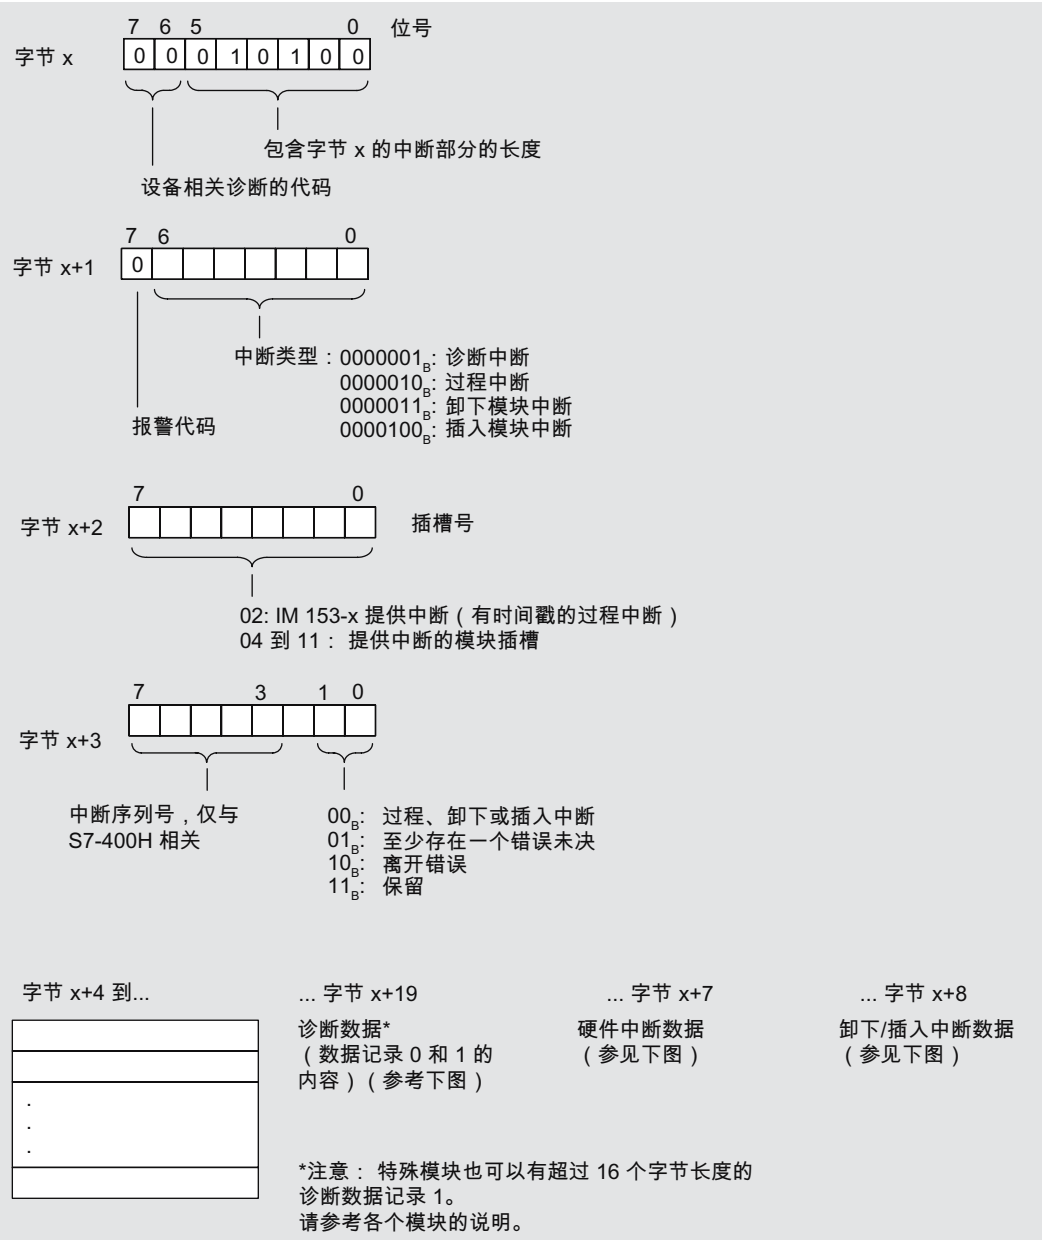 7 6 5 0 位号
字节 x 0 0 0 1 0 1 0 0
包含字节 x 的中断部分的长度
设备相关诊断的代码
7 6 0
字节 x+1 0
中断类型：0000001B: 诊断中断
0000010B: 过程中断
0000011B: 卸下模块中断
报警代码 0000100B: 插入模块中断
7 0
字节 x+2 插槽号
02: IM 153-x 提供中断（有时间戳的过程中断）
04 到 11： 提供中断的模块插槽
7 3 1 0
字节 x+3
中断序列号，仅与
S7-400H 相关
00B: 过程、卸下或插入中断
01B: 至少存在一个错误未决
10B: 离开错误
11B: 保留
字节 x+4 到... ... 字节 x+19 ... 字节 x+7 ... 字节 x+8
诊断数据* 硬件中断数据 卸下/插入中断数据
（数据记录 0 和 1 的 （参见下图） （参见下图）
内容）（参考下图）
.
.
.
*注意： 特殊模块也可以有超过 16 个字节长度的
诊断数据记录 1。
请参考各个模块的说明。